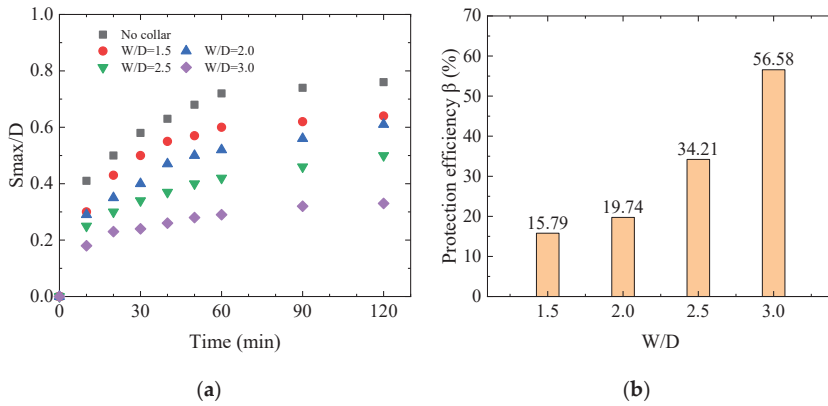 No collar
W/D=1.5 W/D=2.0
W/D=2.5 W/D=3.0
1.0
0.8
0.6
0.4
0.2
0.0
Smax/D
0 30 60 90 120
Time (min)
(a)
70
60
50
40
30
20
10
0
Protection efficiency β (%)
15.79
19.74
34.21
56.58
1.5 2.0 2.5 3.0
W/D
(b)